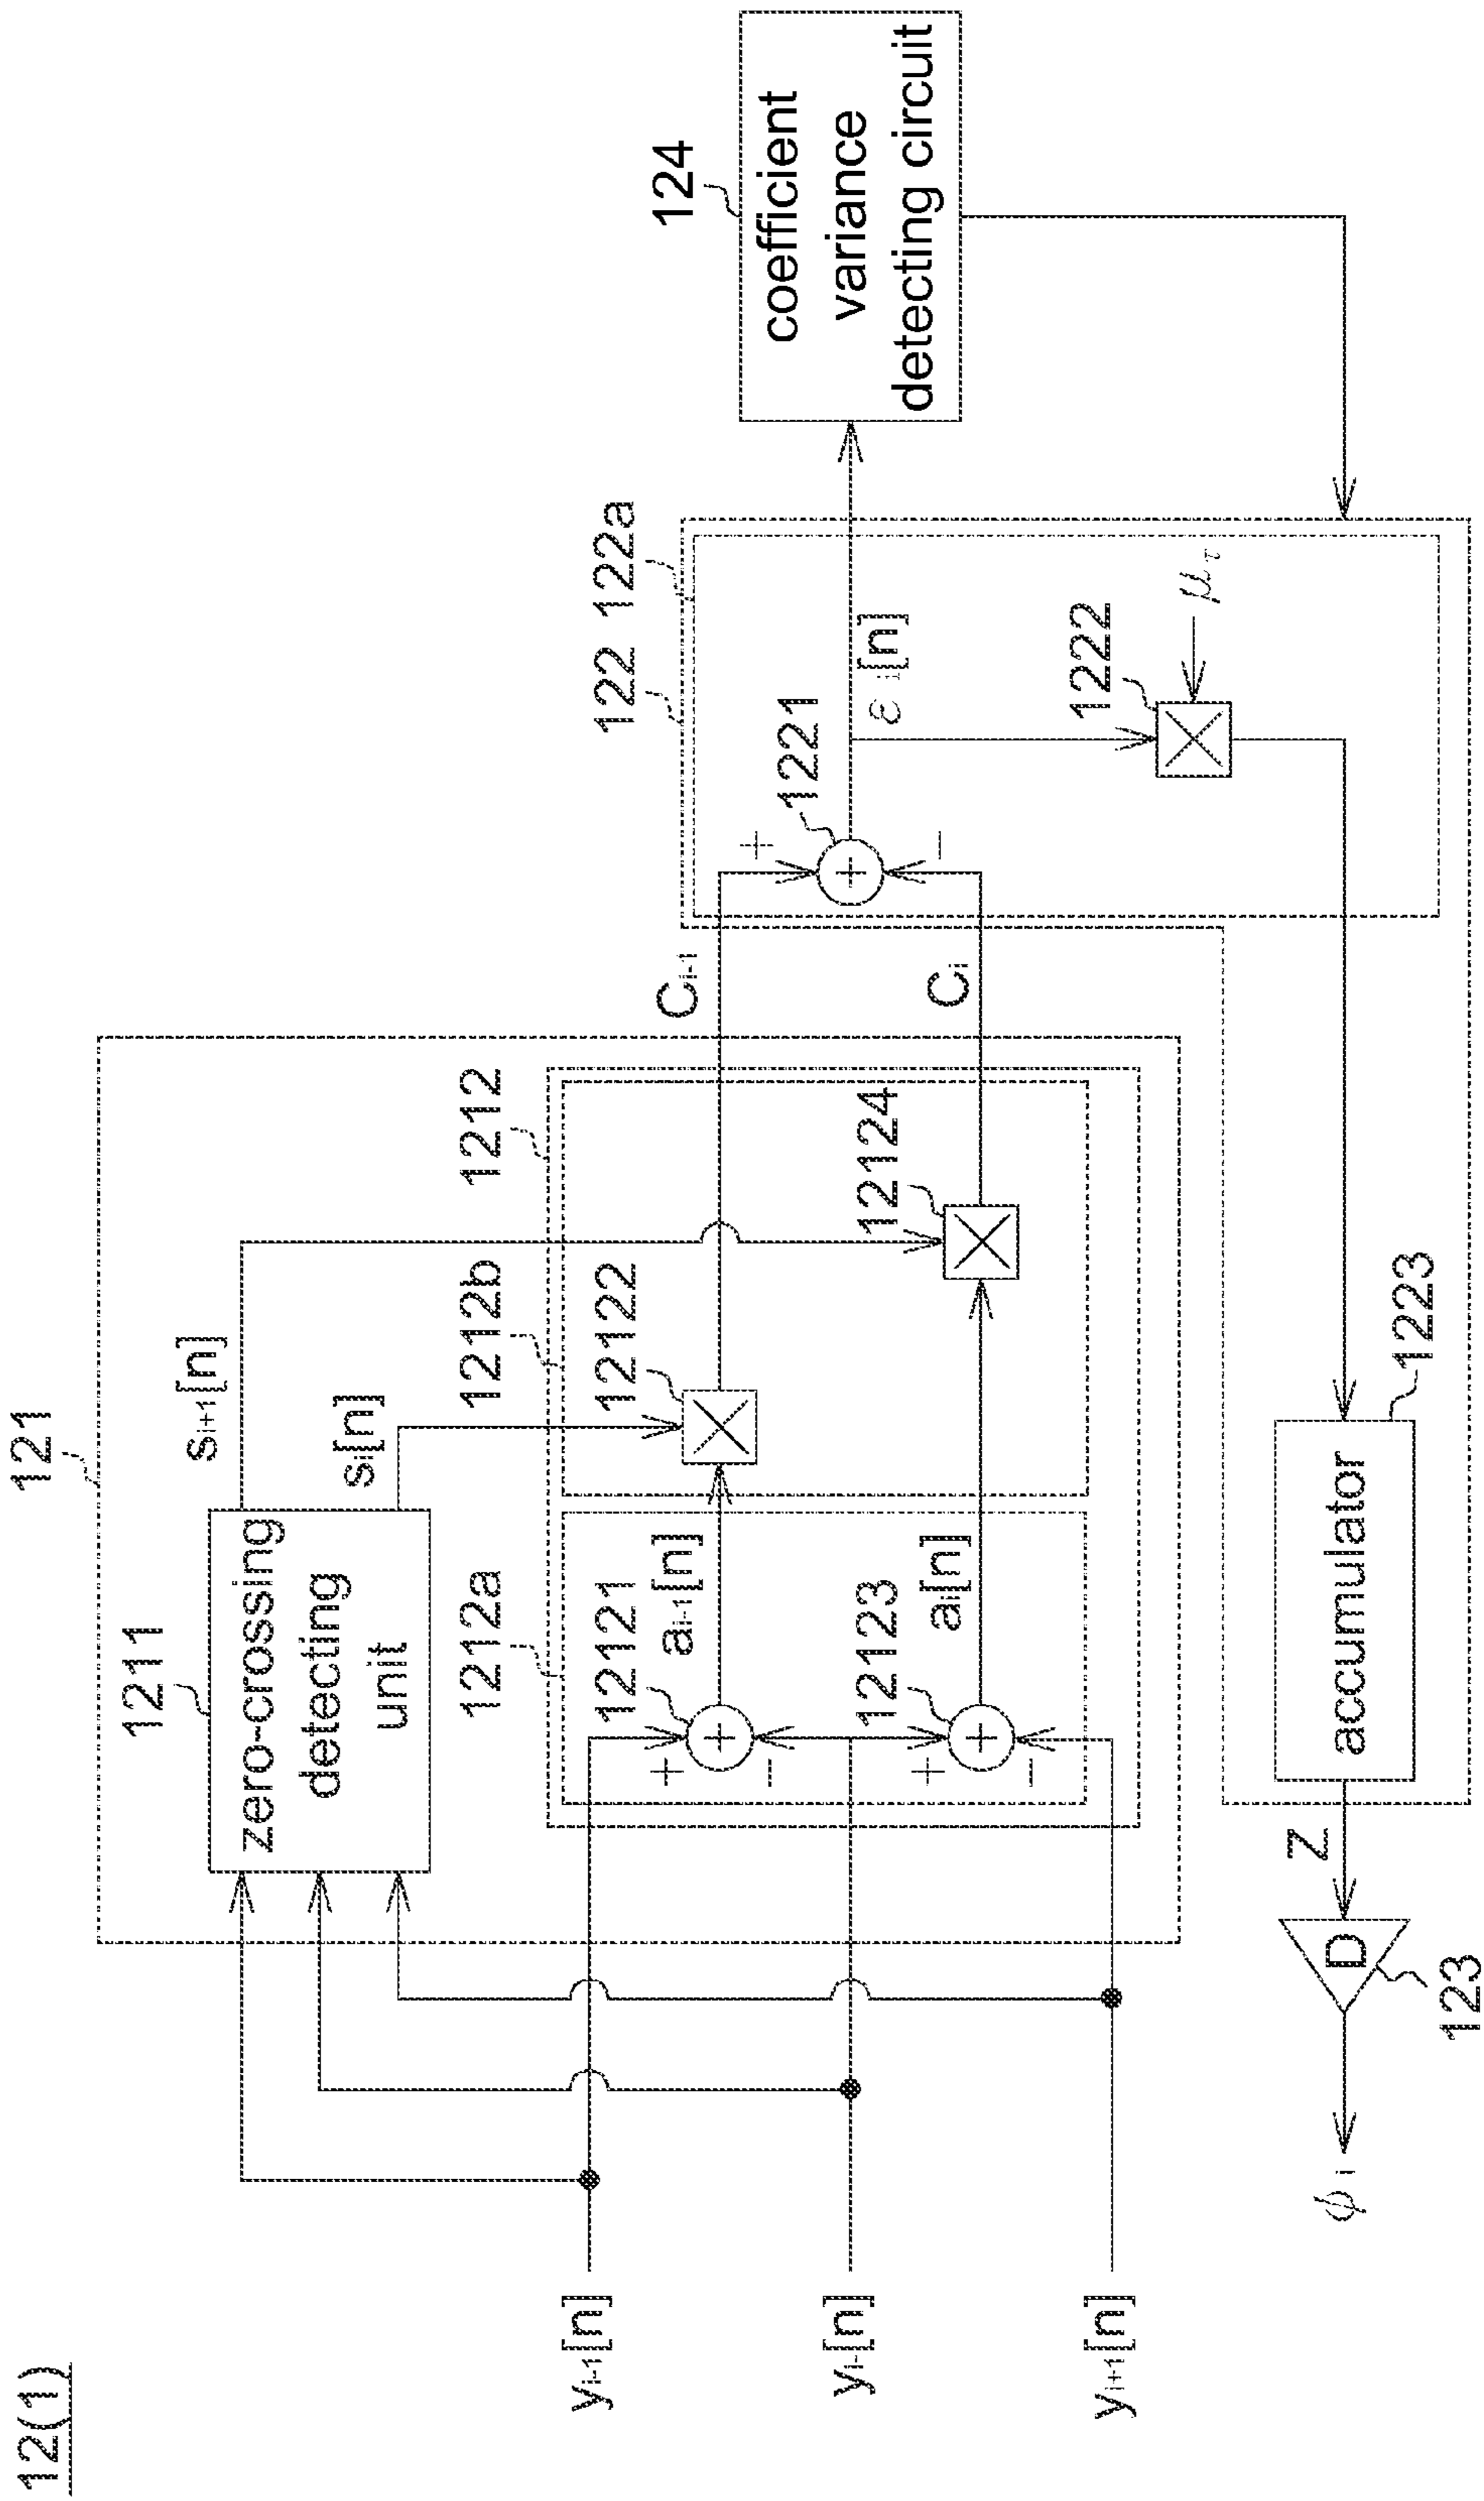 12(1)
121
1211
zero-crossing
detecting
unit
si+1[n]
si[n]
1212a
1212b
1212
12121
ai-1[n]
12122
+
+
-
12123
ai[n]
12124
+
+
-
Ci-1
Ci
yi-1[n]
yi[n]
yi+1[n]
122
122a
1221
+
+
-
ε i[n]
1222
μτ
124
coefficient
variance
detecting circuit
accumulator
1223
Z
D
123
ϕ i